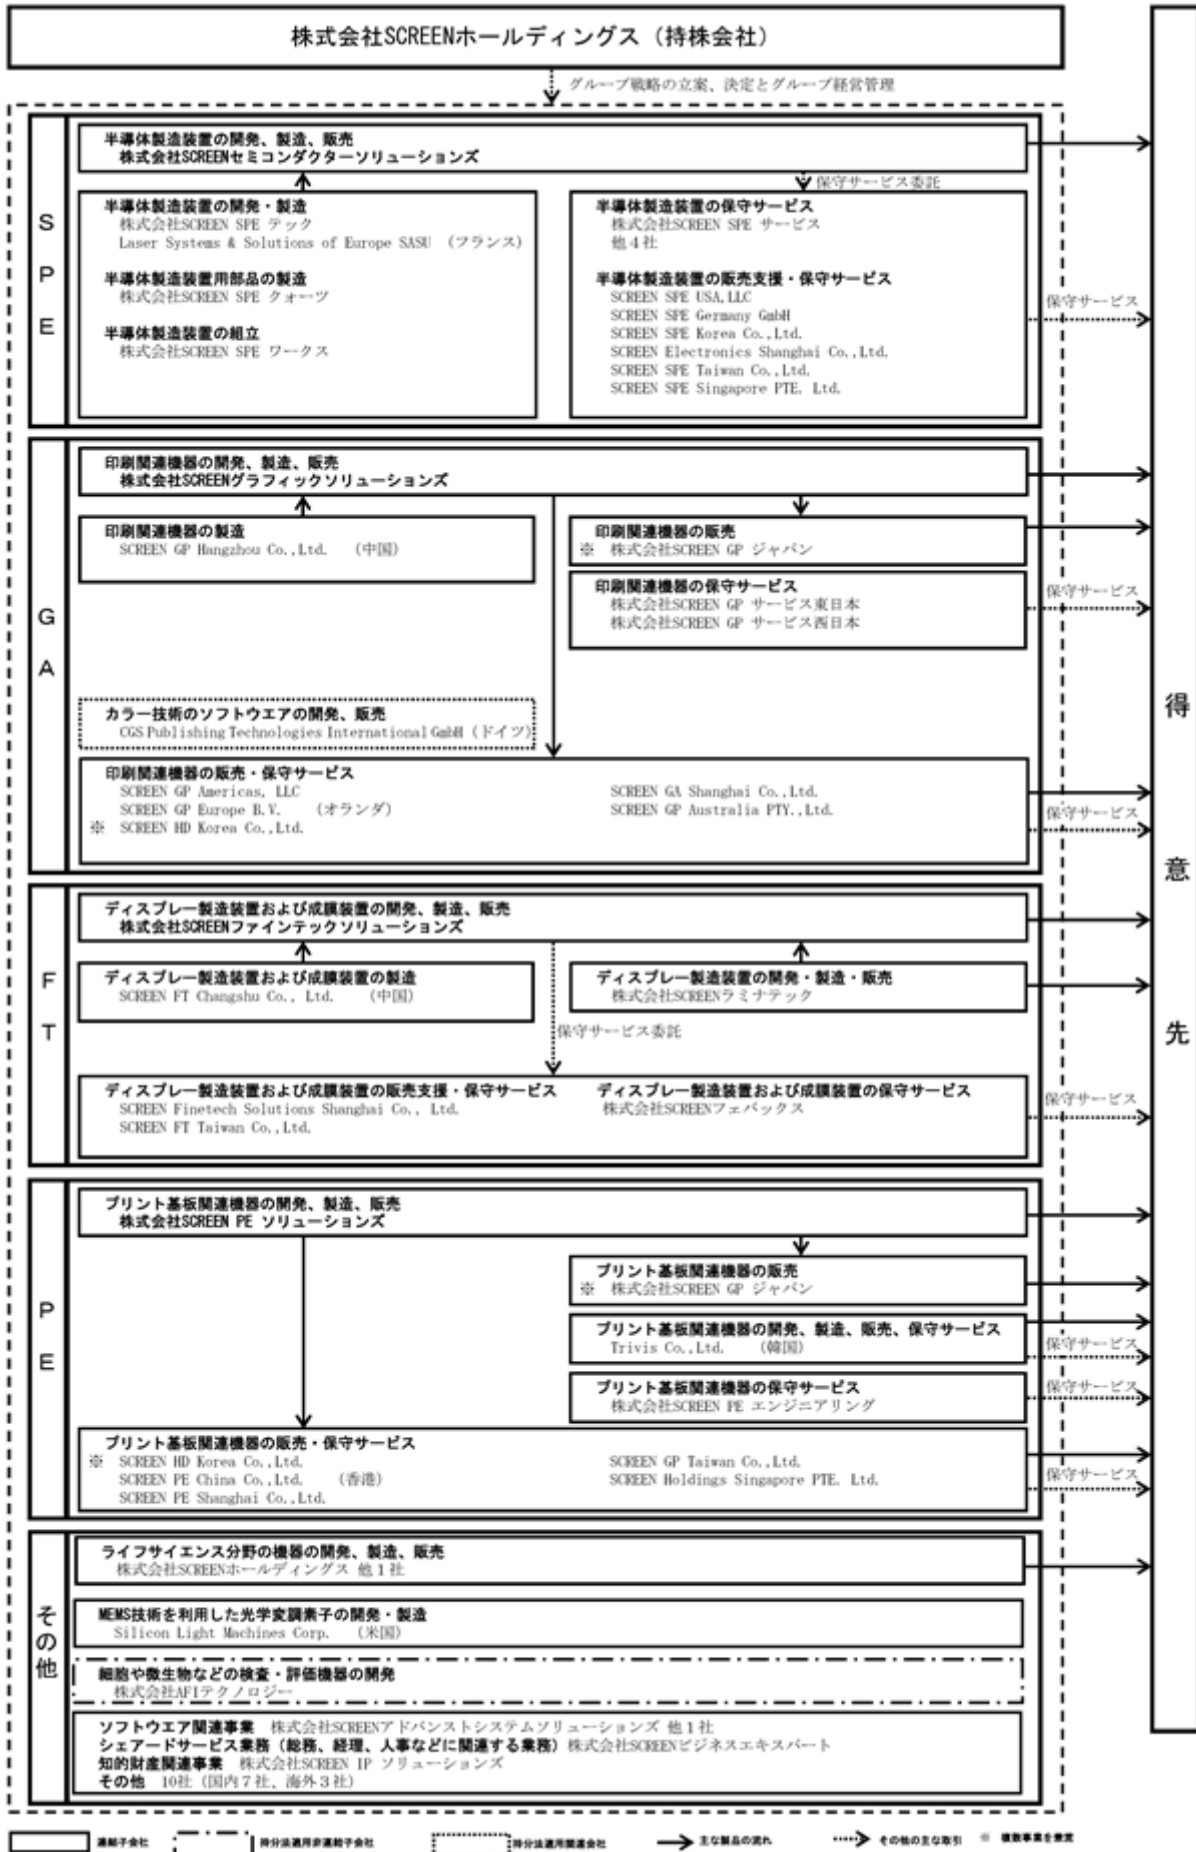 株式会社SCREENホールディングス（持株会社）
グループ戦略の立案、決定とグループ経営管理
得意先
SPE
半導体製造装置の開発、製造、販売
株式会社SCREENセミコンダクターソリューションズ
保守サービス委託
半導体製造装置の開発・製造
株式会社SCREEN SPE テック
Laser Systems & Solutions of Europe SASU （フランス）
半導体製造装置用部品の製造
株式会社SCREEN SPE クォーツ
半導体製造装置の組立
株式会社SCREEN SPE ワークス
半導体製造装置の保守サービス
株式会社SCREEN SPE サービス
他４社
半導体製造装置の販売支援・保守サービス
SCREEN SPE USA,LLC
SCREEN SPE Germany GmbH
SCREEN SPE Korea Co.,Ltd.
SCREEN Electronics Shanghai Co.,Ltd.
SCREEN SPE Taiwan Co.,Ltd.
SCREEN SPE Singapore PTE. Ltd.
保守サービス
GA
印刷関連機器の開発、製造、販売
株式会社SCREENグラフィックソリューションズ
印刷関連機器の製造
SCREEN GP Hangzhou Co.,Ltd. （中国）
印刷関連機器の販売
※ 株式会社SCREEN GP ジャパン
印刷関連機器の保守サービス
株式会社SCREEN GP サービス東日本
株式会社SCREEN GP サービス西日本
保守サービス
カラー技術のソフトウエアの開発、販売
CGS Publishing Technologies International GmbH（ドイツ）
印刷関連機器の販売・保守サービス
SCREEN GP Americas, LLC
SCREEN GP Europe B.V. （オランダ）
※ SCREEN HD Korea Co.,Ltd.
SCREEN GA Shanghai Co.,Ltd.
SCREEN GP Australia PTY.,Ltd.
保守サービス
FT
ディスプレー製造装置および成膜装置の開発、製造、販売
株式会社SCREENファインテックソリューションズ
ディスプレー製造装置および成膜装置の製造
SCREEN FT Changshu Co., Ltd. （中国）
ディスプレー製造装置の開発・製造・販売
株式会社SCREENラミナテック
保守サービス委託
ディスプレー製造装置および成膜装置の販売支援・保守サービス
SCREEN Finetech Solutions Shanghai Co., Ltd.
SCREEN FT Taiwan Co.,Ltd.
ディスプレー製造装置および成膜装置の保守サービス
株式会社SCREENフェバックス
保守サービス
PE
プリント基板関連機器の開発、製造、販売
株式会社SCREEN PE ソリューションズ
プリント基板関連機器の販売
※ 株式会社SCREEN GP ジャパン
プリント基板関連機器の開発、製造、販売、保守サービス
Trivis Co.,Ltd. （韓国）
保守サービス
プリント基板関連機器の保守サービス
株式会社SCREEN PE エンジニアリング
保守サービス
プリント基板関連機器の販売・保守サービス
※ SCREEN HD Korea Co.,Ltd.
SCREEN PE China Co.,Ltd. （香港）
SCREEN PE Shanghai Co.,Ltd.
SCREEN GP Taiwan Co.,Ltd.
SCREEN Holdings Singapore PTE. Ltd.
保守サービス
その他
ライフサイエンス分野の機器の開発、製造、販売
株式会社SCREENホールディングス 他１社
MEMS技術を利用した光学変調素子の開発・製造
Silicon Light Machines Corp. （米国）
細胞や微生物などの検査・評価機器の開発
株式会社AFIテクノロジー
ソフトウエア関連事業 株式会社SCREENアドバンストシステムソリューションズ 他１社
シェアードサービス業務（総務、経理、人事などに関連する業務）株式会社SCREENビジネスエキスパート
知的財産関連事業 株式会社SCREEN IP ソリューションズ
その他 10社（国内７社、海外３社）
連結子会社 持分法適用非連結子会社 持分法適用関連会社 主な製品の流れ その他の主な取引 ※ 複数事業を兼営